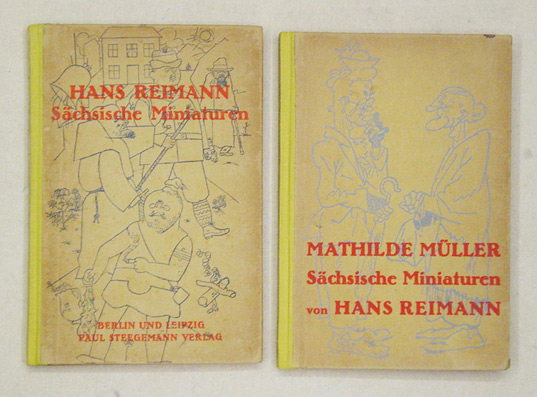 HANS REIMANN
Sächsische Miniaturen
BERLIN UND LEIPZIG
PAUL STEEGEMANN VERLAG
MATHILDE MÜLLER
Sächsische Miniaturen
von HANS REIMANN